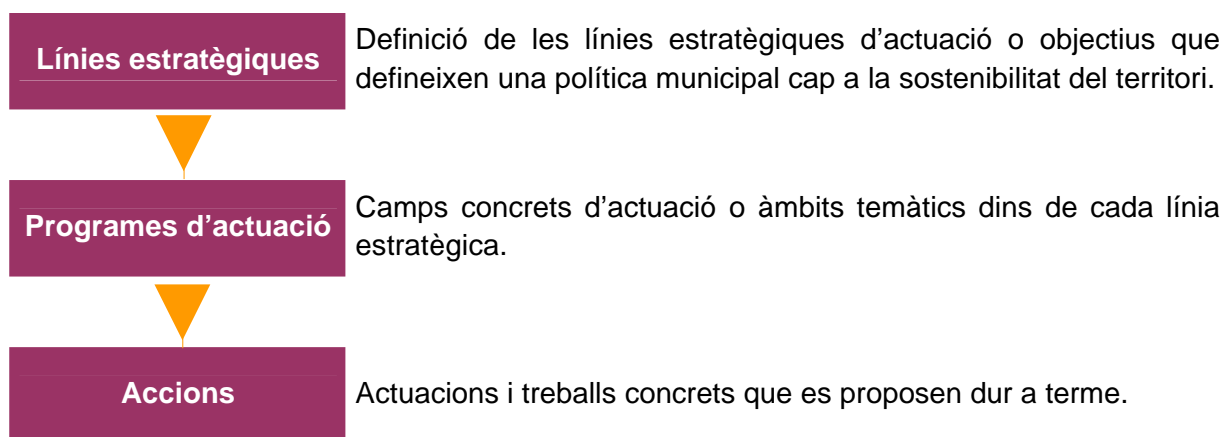 Línies estratègiques
Definició de les línies estratègiques d’actuació o objectius que
defineixen una política municipal cap a la sostenibilitat del territori.
Programes d’actuació
Camps concrets d’actuació o àmbits temàtics dins de cada línia
estratègica.
Accions
Actuacions i treballs concrets que es proposen dur a terme.